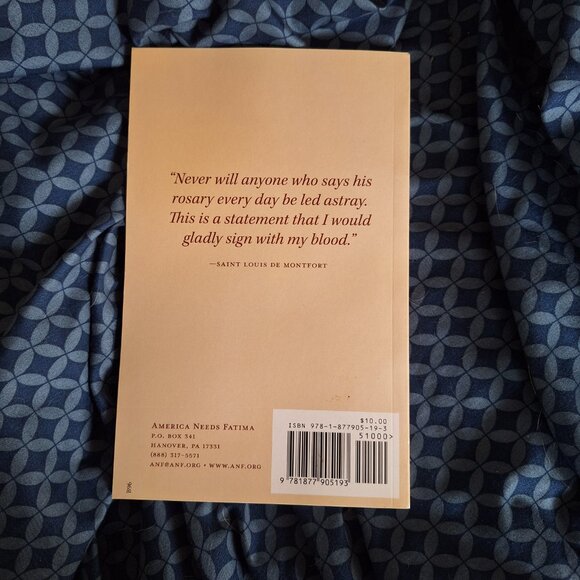 “Never will anyone who says his
rosary every day be led astray.
This is a statement that I would
gladly sign with my blood.”
—SAINT LOUIS DE MONTFORT
$10.00
ISBN 978-1-877905-19-3
51000>
9 781877 905193
AMERICA NEEDS FATIMA
P.O. BOX 341
HANOVER, PA 17331
(888) 317-5571
ANF@ANF.ORG • WWW.ANF.ORG
B96